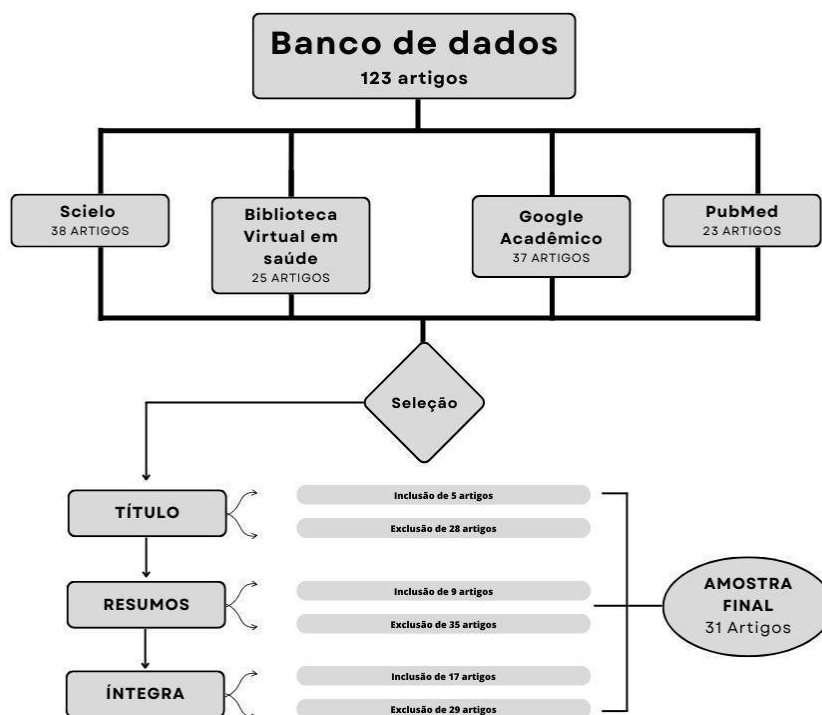 Banco de dados
123 artigos
Scielo
38 ARTIGOS
Biblioteca
Virtual em
saúde
25 ARTIGOS
Google
Acadêmico
37 ARTIGOS
PubMed
23 ARTIGOS
Seleção
TÍTULO
Inclusão de 5 artigos
Exclusão de 28 artigos
RESUMOS
Inclusão de 9 artigos
Exclusão de 35 artigos
ÍNTEGRA
Inclusão de 17 artigos
Exclusão de 29 artigos
AMOSTRA
FINAL
31 Artigos